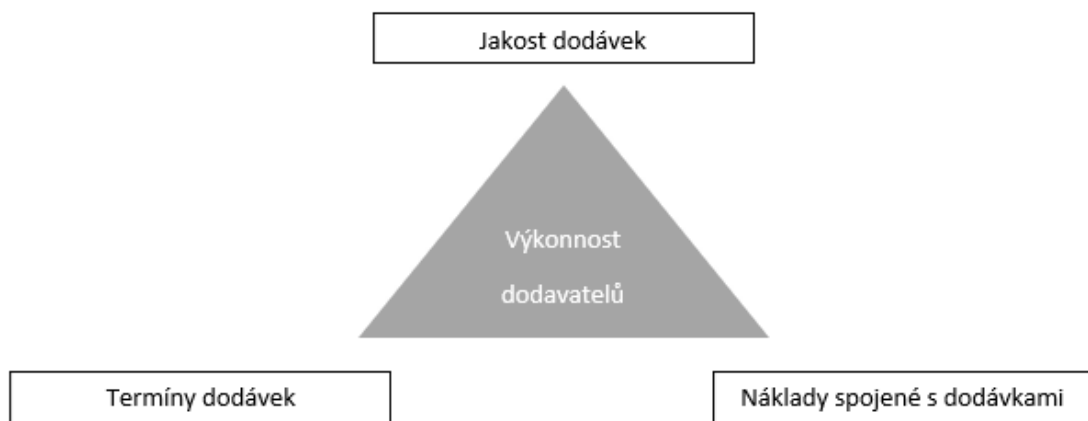 Jakost dodávek
Výkonnost
dodavatelů
Termíny dodávek
Náklady spojené s dodávkami